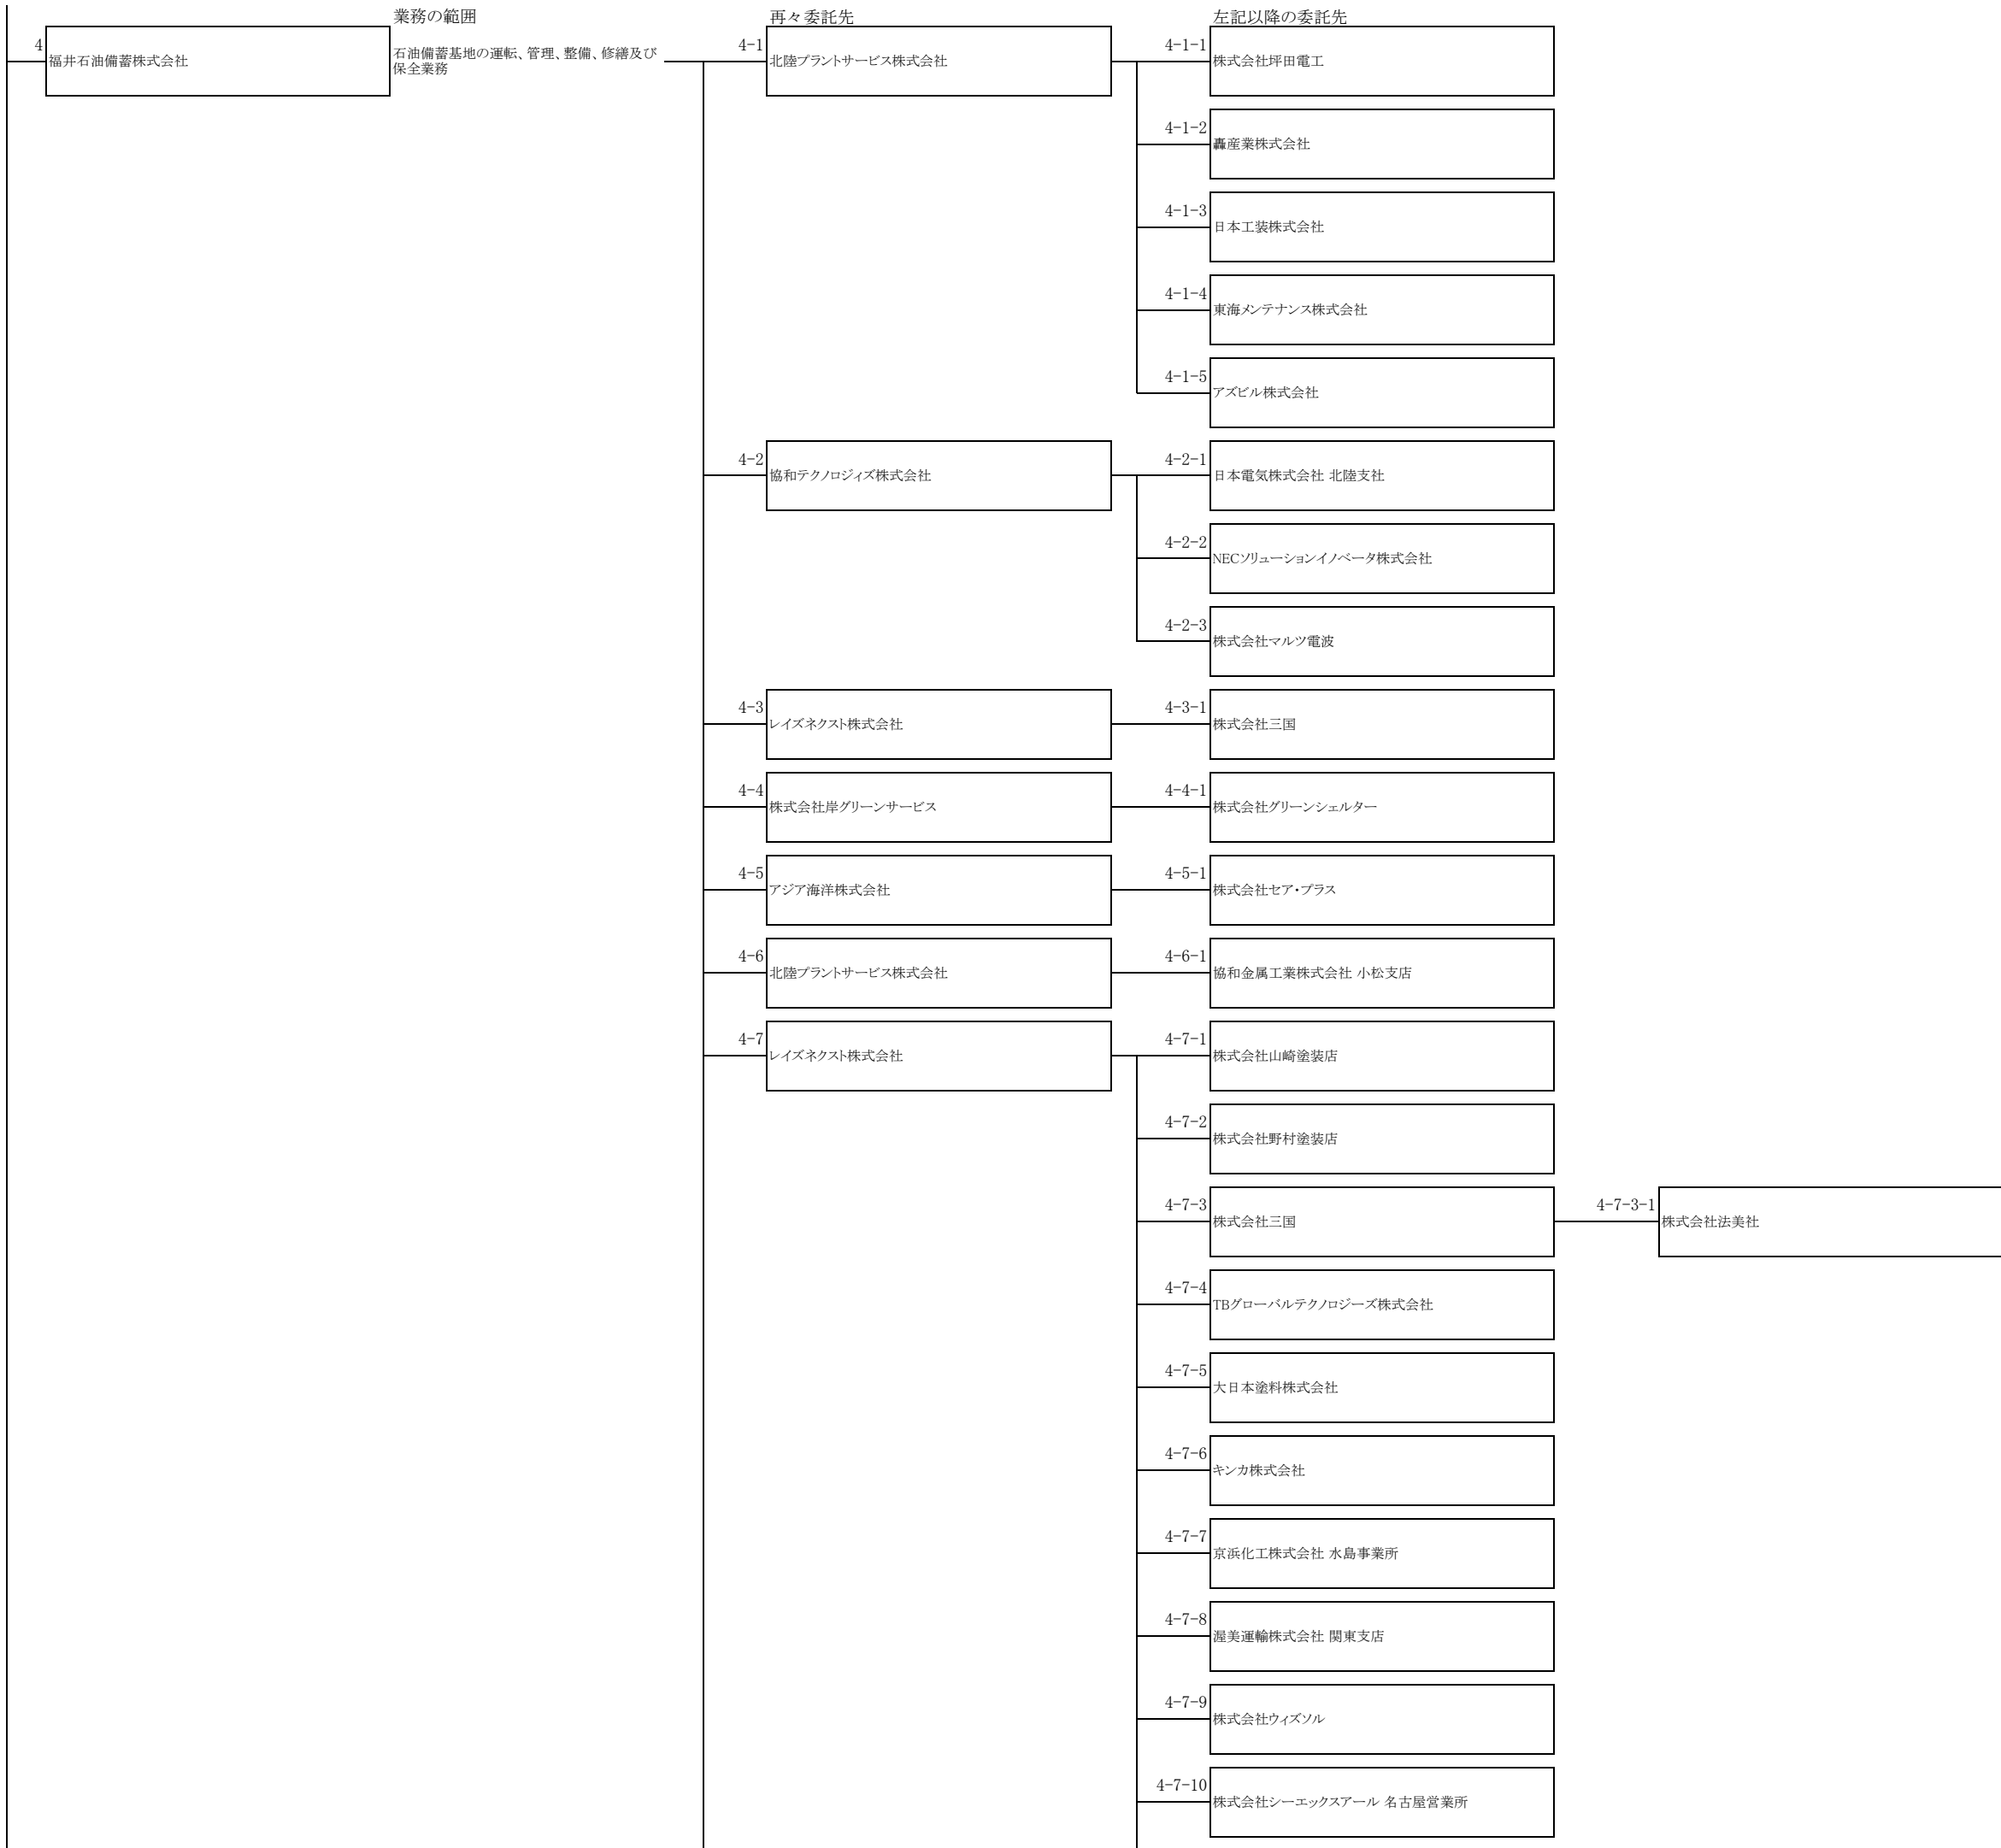 業務の範囲
再々委託先
左記以降の委託先
4
福井石油備蓄株式会社
石油備蓄基地の運転、管理、整備、修繕及び
保全業務
4-1
北陸プラントサービス株式会社
4-1-1
株式会社坪田電工
4-1-2
轟産業株式会社
4-1-3
日本工装株式会社
4-1-4
東海メンテナンス株式会社
4-1-5
アズビル株式会社
4-2
協和テクノロジィズ株式会社
4-2-1
日本電気株式会社 北陸支社
4-2-2
NECソリューションイノベータ株式会社
4-2-3
株式会社マルツ電波
4-3
レイズネクスト株式会社
4-3-1
株式会社三国
4-4
株式会社岸グリーンサービス
4-4-1
株式会社グリーンシェルター
4-5
アジア海洋株式会社
4-5-1
株式会社セア・プラス
4-6
北陸プラントサービス株式会社
4-6-1
協和金属工業株式会社 小松支店
4-7
レイズネクスト株式会社
4-7-1
株式会社山崎塗装店
4-7-2
株式会社野村塗装店
4-7-3
株式会社三国
4-7-3-1
株式会社法美社
4-7-4
TBグローバルテクノロジーズ株式会社
4-7-5
大日本塗料株式会社
4-7-6
キンカ株式会社
4-7-7
京浜化工株式会社 水島事業所
4-7-8
渥美運輸株式会社 関東支店
4-7-9
株式会社ウィズソル
4-7-10
株式会社シーエックスアール 名古屋営業所